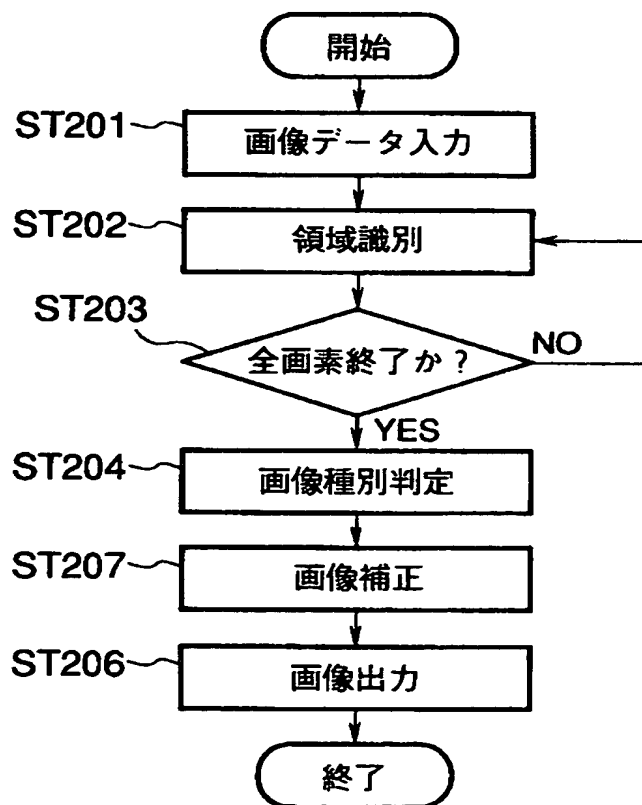 開始
ST201
画像データ入力
ST202
領域識別
ST203
全画素終了か？
NO
YES
ST204
画像種別判定
ST207
画像補正
ST206
画像出力
終了